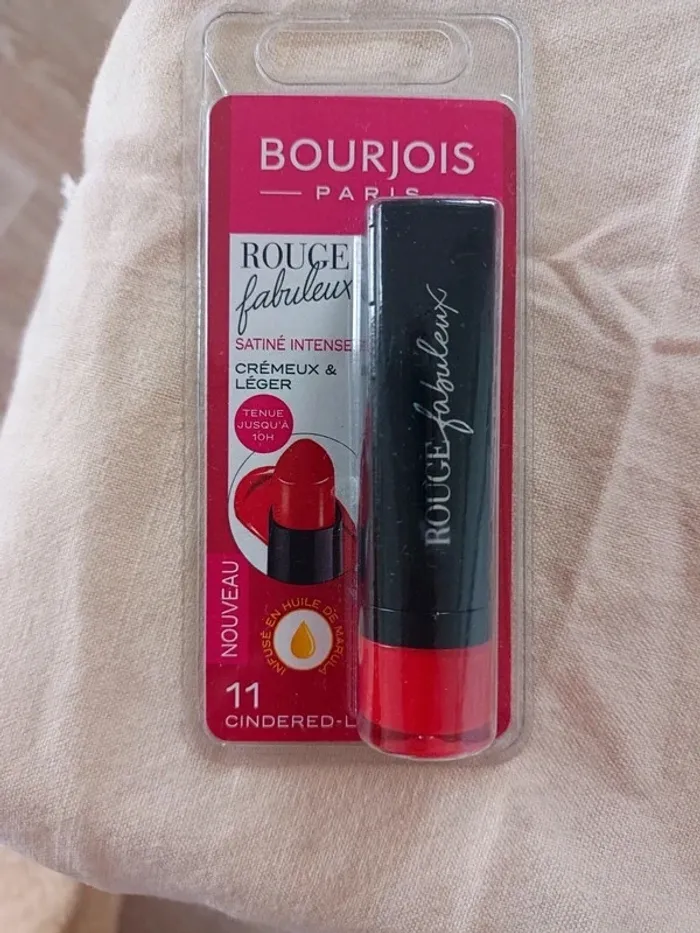 BOURJOIS
PARIS
ROUGE
fabuleux
SATINÉ INTENSE
CRÉMEUX &
LÉGER
TENUE
JUSQU'À
10H
NOUVEAU
INFUSÉ EN HUILE DE MARULA
11
CINDERED-L
ROUGE fabuleux